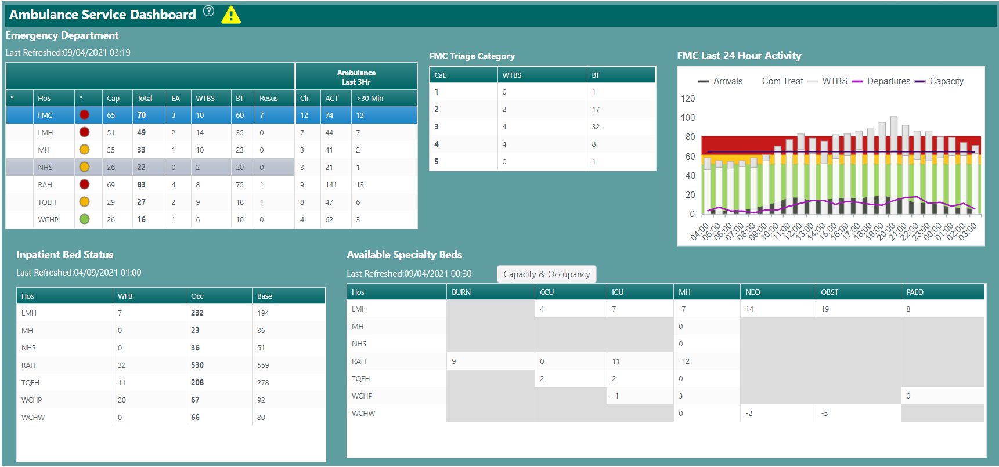 Ambulance Service Dashboard ?
Emergency Department
Last Refreshed:09/04/2021 03:19
Ambulance
Last 3Hr
* Hos * Cap Total EA WTBS BT Resus Clr ACT >30 Min
FMC 65 70 3 10 60 7 12 74 13
LMH 51 49 2 14 35 0 7 44 7
MH 35 33 1 10 23 0 3 41 2
NHS 26 22 0 2 20 0 3 21 1
RAH 69 83 4 8 75 1 9 141 13
TQEH 29 27 2 9 18 1 8 47 6
WCHP 26 16 1 6 10 0 4 62 3
FMC Triage Category
Cat. WTBS BT
1 0 1
2 2 17
3 4 32
4 4 8
5 0 1
FMC Last 24 Hour Activity
Arrivals Com Treat WTBS Departures Capacity
120
100
80
60
40
20
0
04:00 05:00 06:00 07:00 08:00 09:00 10:00 11:00 12:00 13:00 14:00 15:00 16:00 17:00 18:00 19:00 20:00 21:00 22:00 23:00 00:00 01:00 02:00 03:00
Inpatient Bed Status
Last Refreshed:04/09/2021 01:00
Hos WFB Occ Base
LMH 7 232 194
MH 0 23 36
NHS 0 36 51
RAH 32 530 559
TQEH 11 208 278
WCHP 20 67 92
WCHW 0 66 80
Available Specialty Beds
Last Refreshed:09/04/2021 00:30
Capacity & Occupancy
Hos BURN CCU ICU MH NEO OBST PAED
LMH 4 7 -7 14 19 8
MH 0
NHS 0
RAH 9 0 11 -12
TQEH 2 2 0
WCHP -1 3 0
WCHW 0 -2 -5